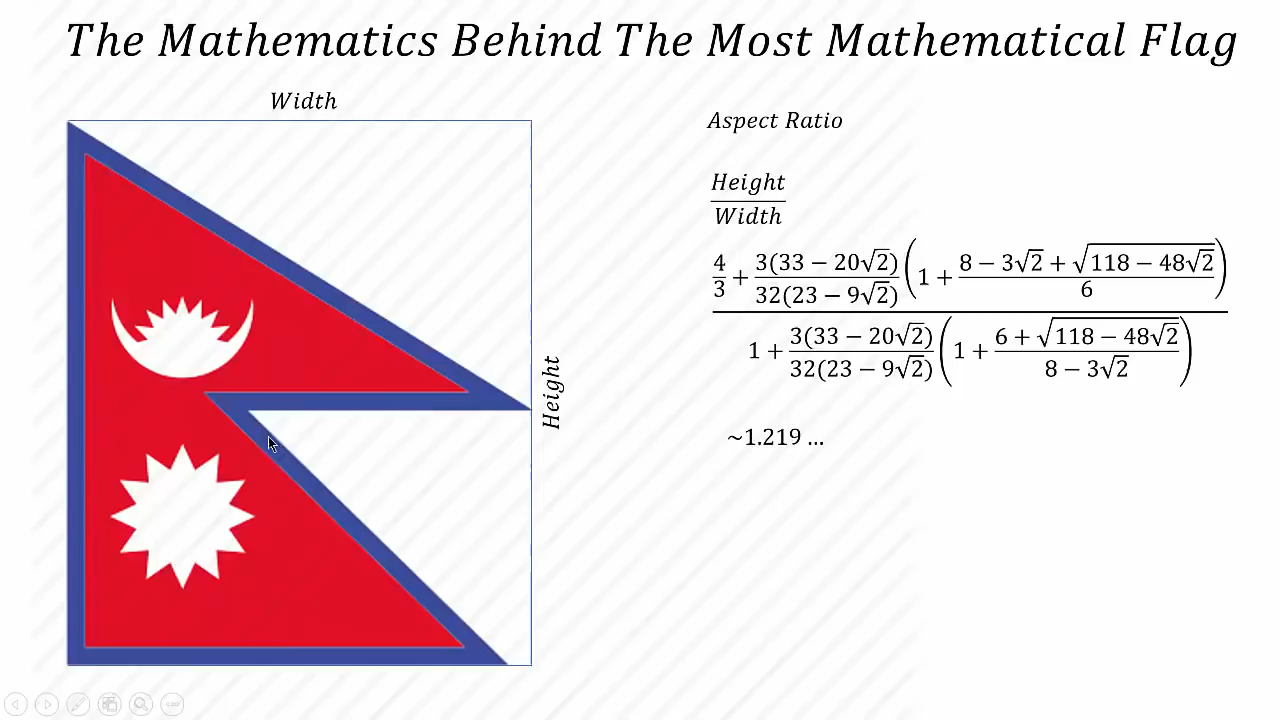 The Mathematics Behind The Most Mathematical Flag
Width
Height
Aspect Ratio
Height
Width
4/3 + 3(33 − 20√2)/32(23 − 9√2) (1 + (8 − 3√2 + √(118 − 48√2))/6)
1 + 3(33 − 20√2)/32(23 − 9√2) (1 + (6 + √(118 − 48√2))/(8 − 3√2))
~1.219 ...